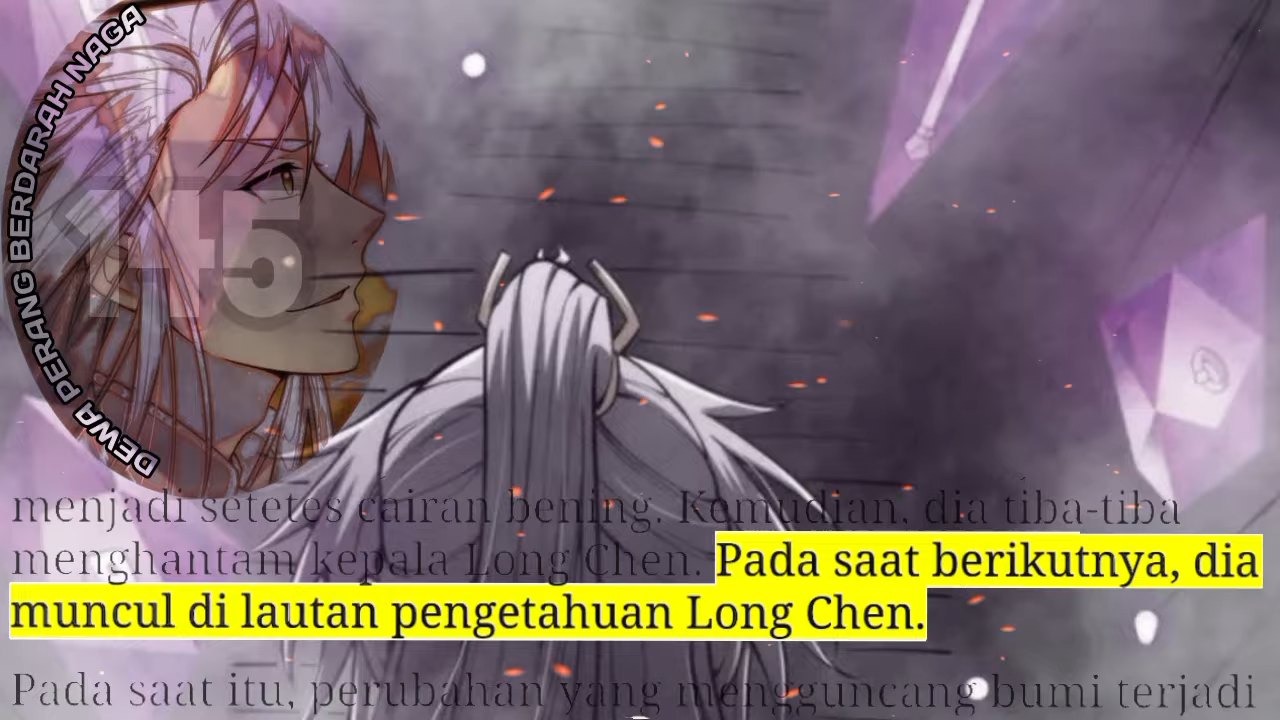 DEWA PERANG BERDARAH NAGA
menjadi setetes cairan bening. Kemudian, dia tiba-tiba
menghantam kepala Long Chen. Pada saat berikutnya, dia
muncul di lautan pengetahuan Long Chen.
Pada saat itu, perubahan yang mengguncang bumi terjadi